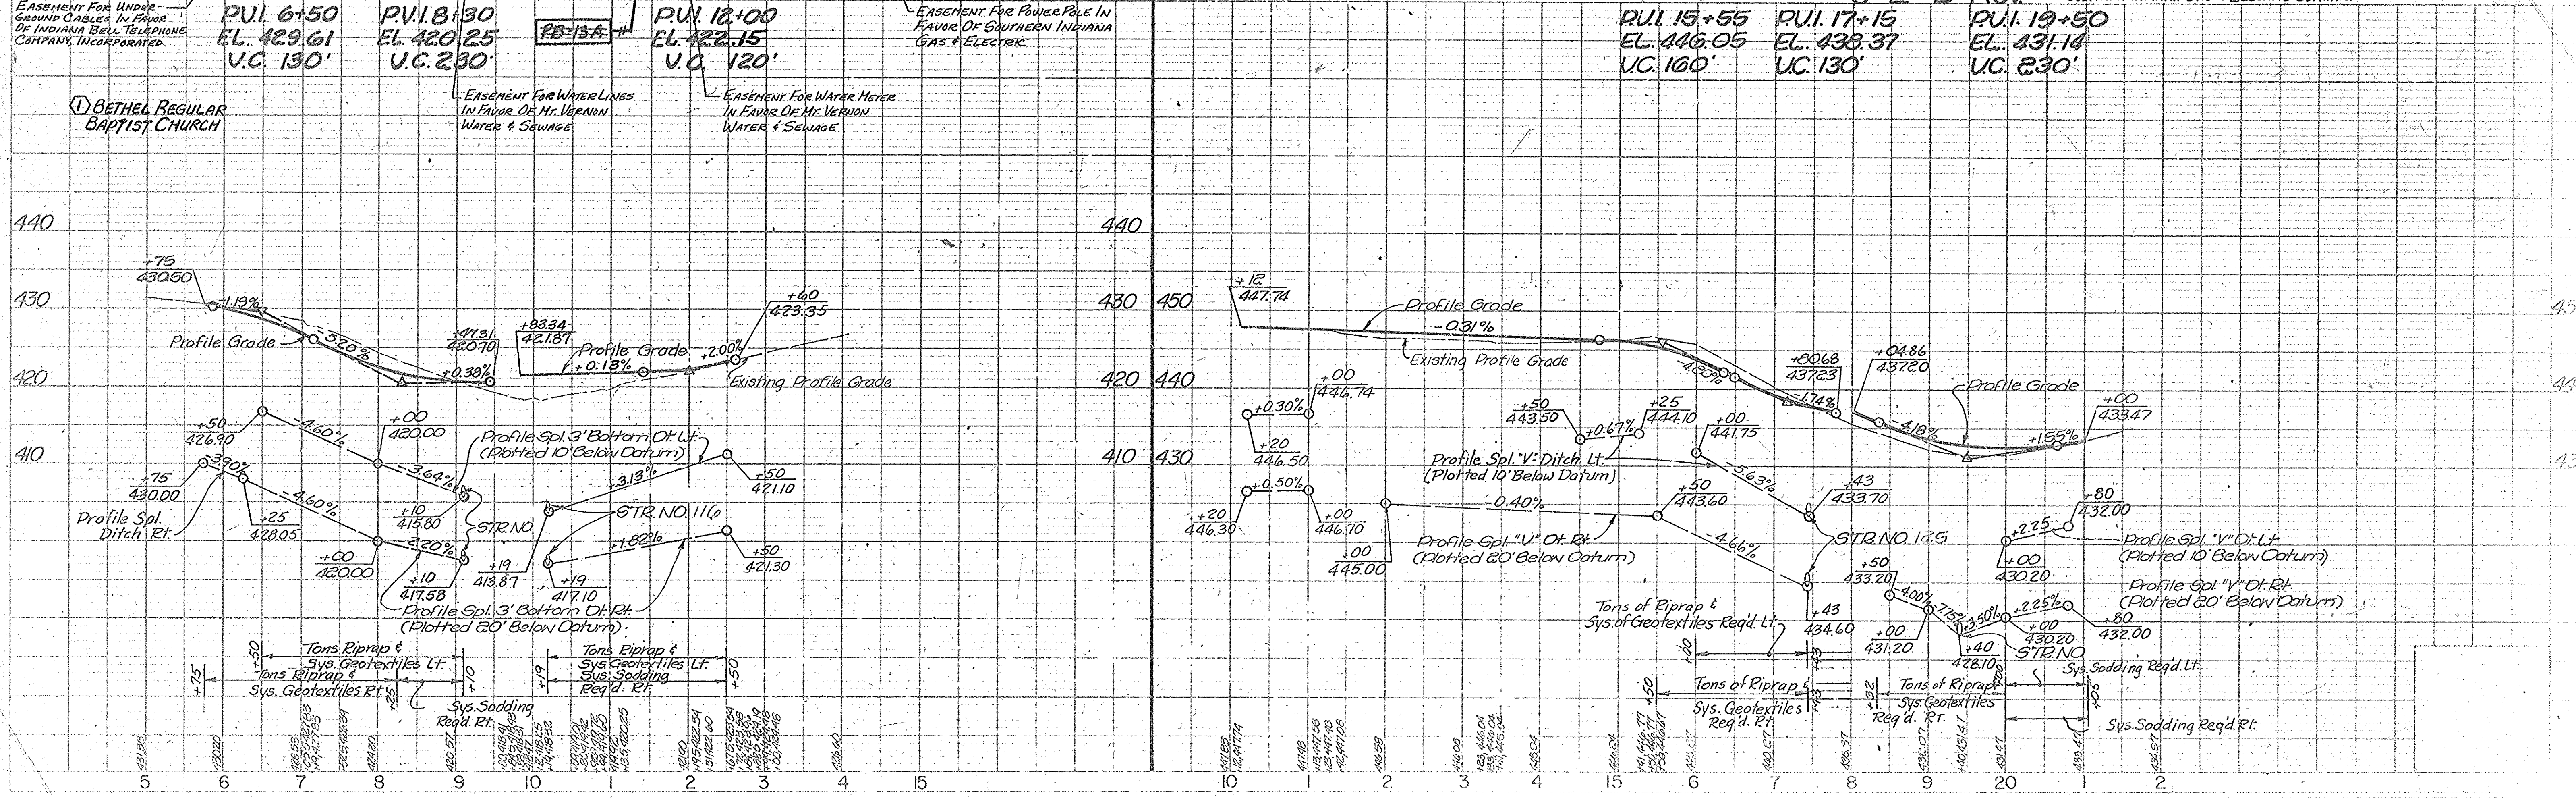 EASEMENT FOR UNDER-
GROUND CABLES IN FAVOR
OF INDIANA BELL TELEPHONE
COMPANY, INCORPORATED.
P.V.I. 6+50
EL. 429.61
V.C. 130'
P.V.I. 8+30
EL. 420.25
V.C. 230'
PB-13A
P.V.I. 12+00
EL. 422.15
V.C. 120'
EASEMENT FOR POWER POLE IN
FAVOR OF SOUTHERN INDIANA
GAS & ELECTRIC
P.V.I. 15+55
EL. 446.05
V.C. 160'
P.V.I. 17+15
EL. 438.37
V.C. 130'
P.V.I. 19+50
EL. 431.14
V.C. 230'
1 BETHEL REGULAR
BAPTIST CHURCH
EASEMENT FOR WATER LINES
IN FAVOR OF MT. VERNON
WATER & SEWAGE
EASEMENT FOR WATER METER
IN FAVOR OF MT. VERNON
WATER & SEWAGE
440
440
+75
430.50
430
-1.19%
Profile Grade
-5.20%
+47.31
420.70
+0.38%
+83.34
421.87
Profile Grade
+0.13%
+2.00%
+60
423.35
Existing Profile Grade
430 450
+12
447.74
Profile Grade
-0.31%
Existing Profile Grade
-4.80%
+80.68
437.23
-1.74%
+04.86
437.20
Profile Grade
-4.18%
+1.55%
+00
433.47
420
420 440
+50
426.90
-4.60%
+00
420.00
-3.64%
Profile Spl. 3' Bottom Dt. Lt.
(Plotted 10' Below Datum)
+3.13%
+50
421.10
+0.30%
+00
446.74
+20
446.50
+50
443.50
+0.67%
+25
444.10
+00
441.75
Profile Spl. "V" Ditch Lt.
(Plotted 10' Below Datum)
-5.63%
+43
433.70
410
410 430
+75
430.00
-3.90%
Profile Spl.
Ditch Rt.
+25
428.05
-4.60%
+00
420.00
-2.20%
+10
415.80
STR. NO.
+10
417.58
+19
413.87
STR. NO. 116
+1.82%
+19
417.10
+50
421.30
Profile Spl. 3' Bottom Dt. Rt.
(Plotted 20' Below Datum)
+0.50%
+20
446.30
+00
446.70
+00
445.00
-0.40%
Profile Spl. "V" Dt. Rt.
(Plotted 20' Below Datum)
+50
443.60
-4.66%
STR. NO. 125
+43
434.60
+50
433.20
-4.00%
+00
431.20
-7.75%
+40
428.10
+3.50%
STR. NO.
+2.25
+80
432.00
+00
430.20
Profile Spl. "V" Dt. Lt.
(Plotted 10' Below Datum)
+2.25%
+00
430.20
+80
432.00
Profile Spl. "V" Dt. Rt.
(Plotted 20' Below Datum)
+50
Tons Riprap &
Sys. Geotextiles Lt.
+10
+75
Tons Riprap &
Sys. Geotextiles Rt.
+25
Sys. Sodding
Req'd. Rt.
+19
Tons Riprap &
Sys. Geotextiles Lt.
Sys. Sodding
Req'd. Rt.
+50
Tons of Riprap &
Sys. of Geotextiles Req'd. Lt.
+00
+43
+50
Tons of Riprap &
Sys. Geotextiles
Req'd. Rt.
+43
+32
Tons of Riprap
Sys. Geotextiles
Req'd. Rt.
Sys. Sodding Req'd. Lt.
+05
Sys. Sodding Req'd. Rt.
5 6 7 8 9 10 1 2 3 4 15
10 1 2 3 4 15 6 7 8 9 20 1 2